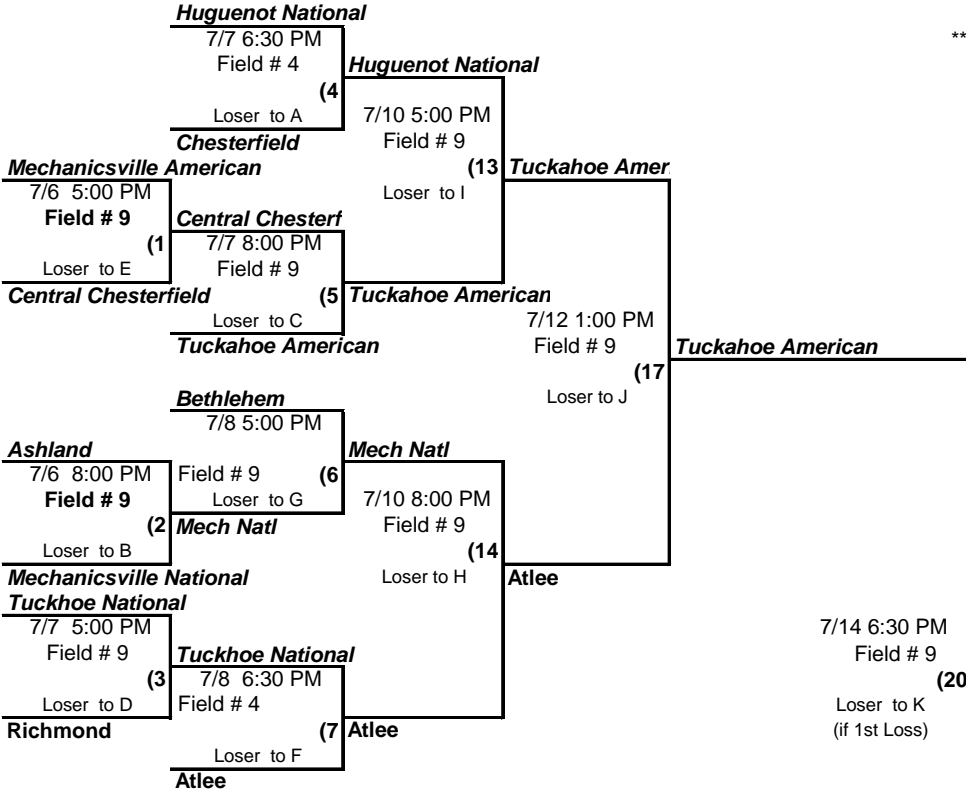 Huguenot National
7/7 6:30 PM
**
Field # 4
Huguenot National
(4
Loser to A
7/10 5:00 PM
Chesterfield
Field # 9
Mechanicsville American
(13 Tuckahoe Amer
7/6 5:00 PM
Loser to I
Field # 9
Central Chesterf
(1
7/7 8:00 PM
Loser to E
Field # 9
Central Chesterfield
(5
Tuckahoe American
Loser to C
7/12 1:00 PM
Tuckahoe American
Field # 9
Tuckahoe American
(17
Bethlehem
Loser to J
7/8 5:00 PM
Ashland
Mech Natl
7/6 8:00 PM
Field # 9 (6
Field # 9
Loser to G
7/10 8:00 PM
(2
Mech Natl
Field # 9
Loser to B
(14
Mechanicsville National
Loser to H
Atlee
Tuckhoe National
7/7 5:00 PM
7/14 6:30 PM
Field # 9
Tuckhoe National
Field # 9
(3
7/8 6:30 PM
(20
Loser to D
Field # 4
Loser to K
Richmond
(7
Atlee
(if 1st Loss)
Loser to F
Atlee